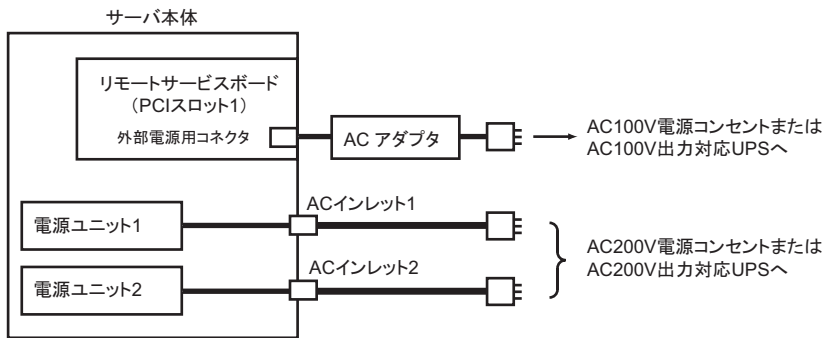 サーバ本体
リモートサービスボード
(PCIスロット1)
外部電源用コネクタ
AC アダプタ
AC100V電源コンセントまたは
AC100V出力対応UPSへ
電源ユニット1
ACインレット1
電源ユニット2
ACインレット2
AC200V電源コンセントまたは
AC200V出力対応UPSへ